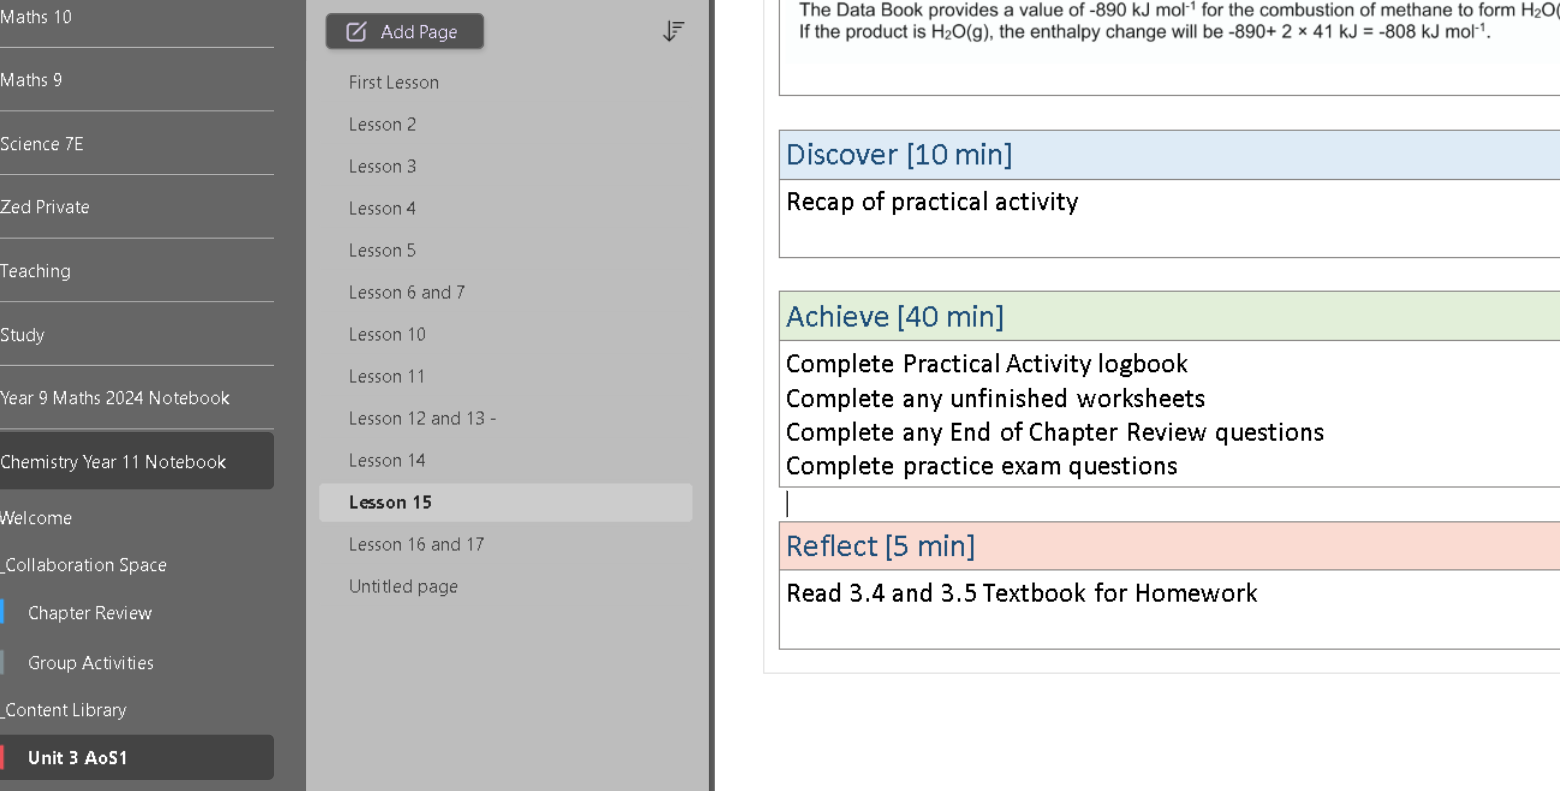 Maths 10
Maths 9
Science 7E
Zed Private
Teaching
Study
Year 9 Maths 2024 Notebook
Chemistry Year 11 Notebook
Welcome
_Collaboration Space
Chapter Review
Group Activities
_Content Library
Unit 3 AoS1
Add Page
First Lesson
Lesson 2
Lesson 3
Lesson 4
Lesson 5
Lesson 6 and 7
Lesson 10
Lesson 11
Lesson 12 and 13 -
Lesson 14
Lesson 15
Lesson 16 and 17
Untitled page
The Data Book provides a value of -890 kJ mol⁻¹ for the combustion of methane to form H₂O(
If the product is H₂O(g), the enthalpy change will be -890+ 2 × 41 kJ = -808 kJ mol⁻¹.
Discover [10 min]
Recap of practical activity
Achieve [40 min]
Complete Practical Activity logbook
Complete any unfinished worksheets
Complete any End of Chapter Review questions
Complete practice exam questions
Reflect [5 min]
Read 3.4 and 3.5 Textbook for Homework